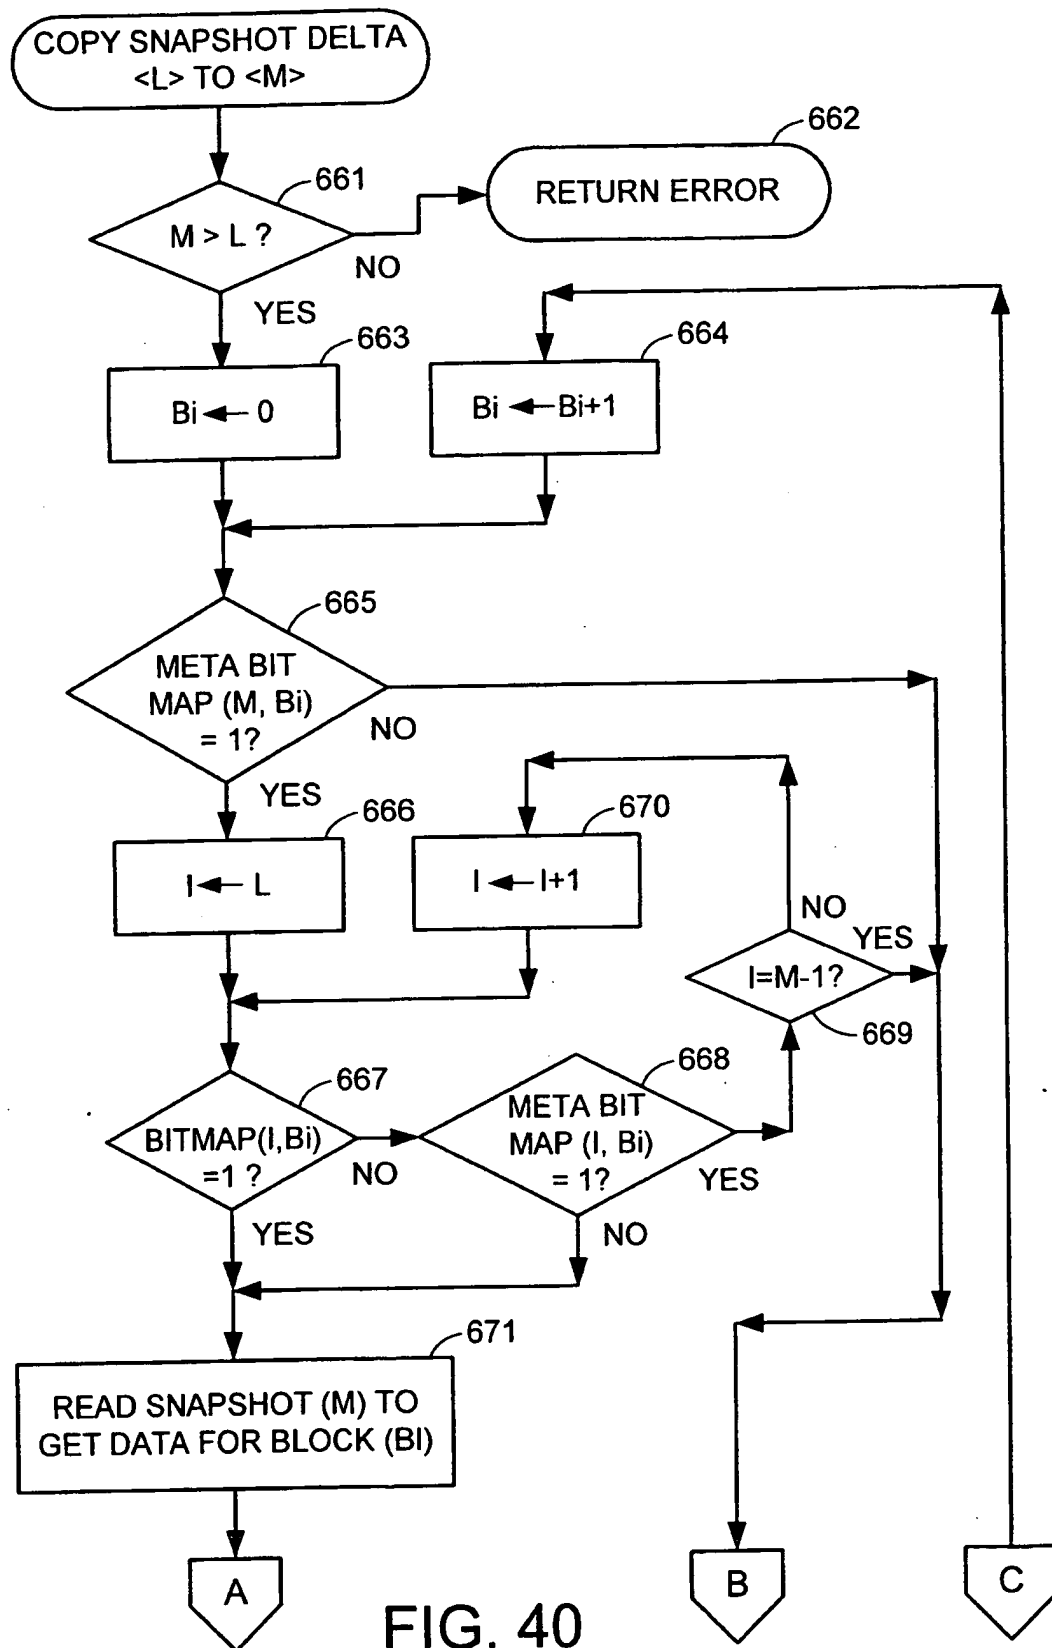 COPY SNAPSHOT DELTA
<L> TO <M>
662
661
RETURN ERROR
M > L ?
NO
YES
663
664
Bi ← 0
Bi ← Bi+1
665
META BIT
MAP (M, Bi)
= 1?
NO
YES
666
670
I ← L
I ← I+1
NO
YES
I=M-1?
669
667
668
BITMAP(I,Bi)
=1 ?
META BIT
MAP (I, Bi)
= 1?
NO
YES
YES
NO
671
READ SNAPSHOT (M) TO
GET DATA FOR BLOCK (BI)
A
B
C
FIG. 40